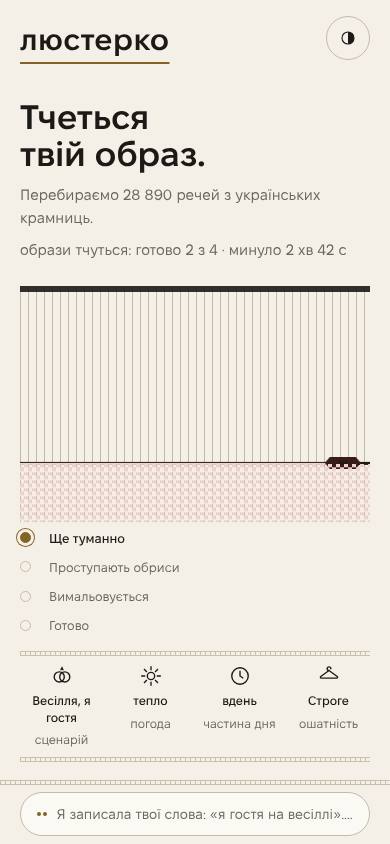 люстерко
Тчеться
твій образ.
Перебираємо 28 890 речей з українських
крамниць.
образи тчуться: готово 2 з 4 · минуло 2 хв 42 с
Ще туманно
Проступають обриси
Вимальовується
Готово
Весілля, я
гостя
сценарій
тепло
погода
вдень
частина дня
Строге
ошатність
Я записала твої слова: «я гостя на весіллі»....